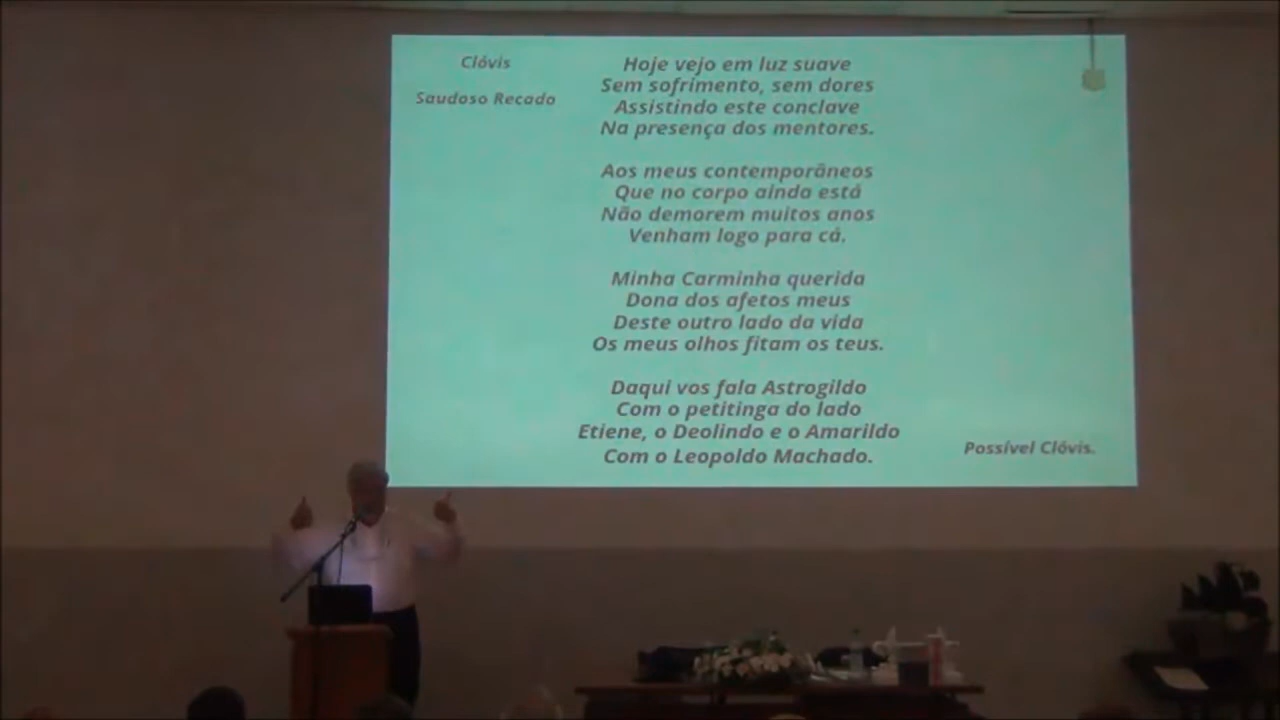 Clóvis
Saudoso Recado
Hoje vejo em luz suave
Sem sofrimento, sem dores
Assistindo este conclave
Na presença dos mentores.
Aos meus contemporâneos
Que no corpo ainda está
Não demorem muitos anos
Venham logo para cá.
Minha Carminha querida
Dona dos afetos meus
Deste outro lado da vida
Os meus olhos fitam os teus.
Daqui vos fala Astrogildo
Com o petitinga do lado
Etiene, o Deolindo e o Amarildo
Com o Leopoldo Machado.
Possível Clóvis.